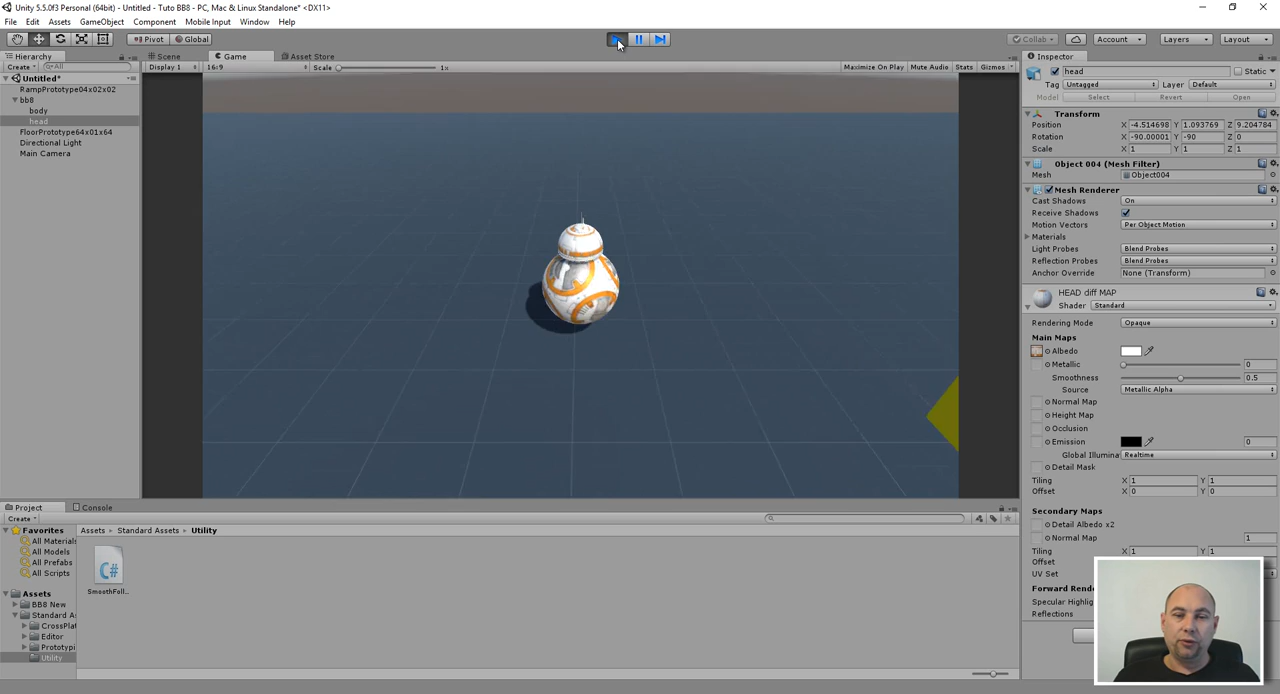 Unity 5.5.0f3 Personal (64bit) - Untitled - Tuto BB8 - PC, Mac & Linux Standalone* <DX11>
File Edit Assets GameObject Component Mobile Input Window Help
Pivot Global Collab Account Layers Layout
Hierarchy Scene Game Asset Store Inspector
Create All Display 1 16:9 Scale 1x Maximize On Play Mute Audio Stats Gizmos
head Static
Untitled*
Tag Untagged Layer Default
RampPrototype04x02x02
Model Select Revert Open
bb8
body
head
FloorPrototype64x01x64
Directional Light
Main Camera
Transform
Position X -4.514698 Y 1.093769 Z 9.204784
Rotation X -90.00001 Y -90 Z 0
Scale X 1 Y 1 Z 1
Object 004 (Mesh Filter)
Mesh Object004
Mesh Renderer
Cast Shadows On
Receive Shadows
Motion Vectors Per Object Motion
Materials
Light Probes Blend Probes
Reflection Probes Blend Probes
Anchor Override None (Transform)
HEAD diff MAP
Shader Standard
Rendering Mode Opaque
Main Maps
Albedo
Metallic 0
Smoothness 0.5
Source Metallic Alpha
Normal Map
Height Map
Occlusion
Emission 0
Global Illumina Realtime
Detail Mask
Tiling X 1 Y 1
Offset X 0 Y 0
Secondary Maps
Detail Albedo x2
Normal Map 1
Tiling X 1 Y 1
Offset
UV Set
Forward Rend
Specular Highlig
Reflections
Project Console
Create
Favorites
All Materials
All Models
All Prefabs
All Scripts
Assets
BB8 New
Standard A
CrossPlat
Editor
Prototypi
Utility
Assets Standard Assets Utility
C#
SmoothFoll...